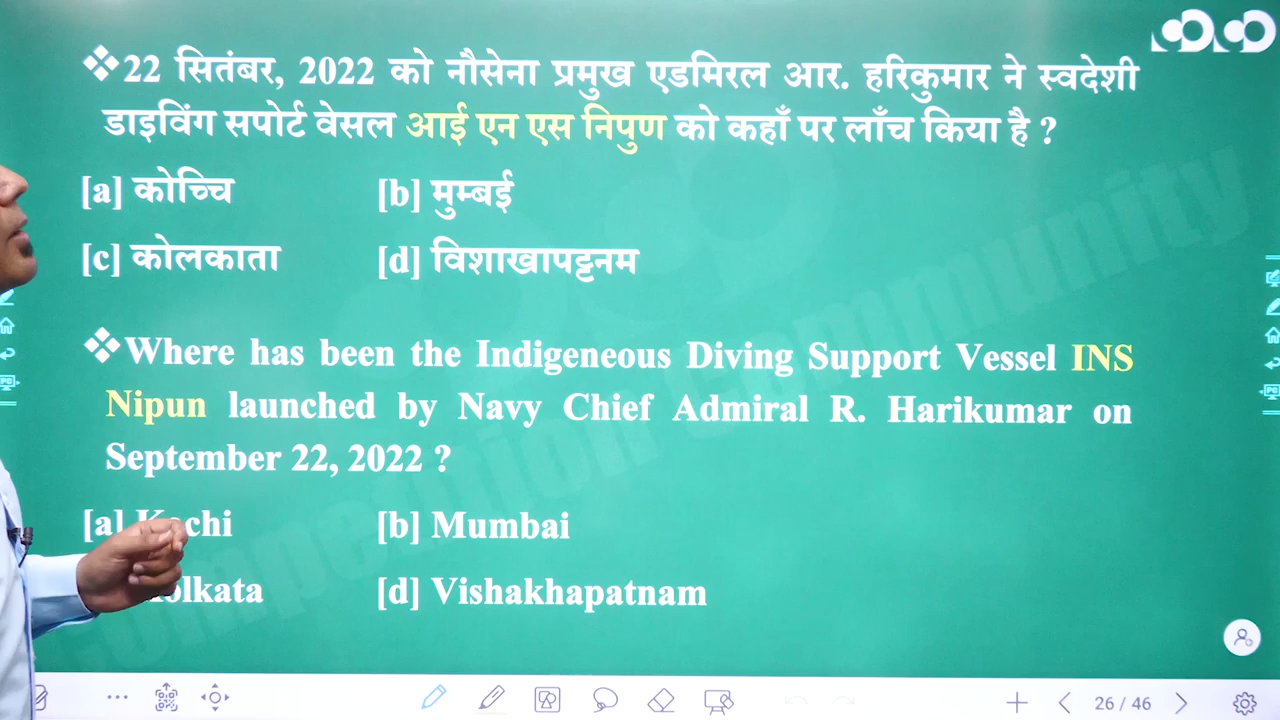 ❖22 सितंबर, 2022 को नौसेना प्रमुख एडमिरल आर. हरिकुमार ने स्वदेशी
डाइविंग सपोर्ट वेसल आई एन एस निपुण को कहाँ पर लाँच किया है ?
[a] कोच्चि [b] मुम्बई
[c] कोलकाता [d] विशाखापट्टनम
❖Where has been the Indigeneous Diving Support Vessel INS
Nipun launched by Navy Chief Admiral R. Harikumar on
September 22, 2022 ?
[a] [b] Mumbai
[d] Vishakhapatnam
Community
26 / 46